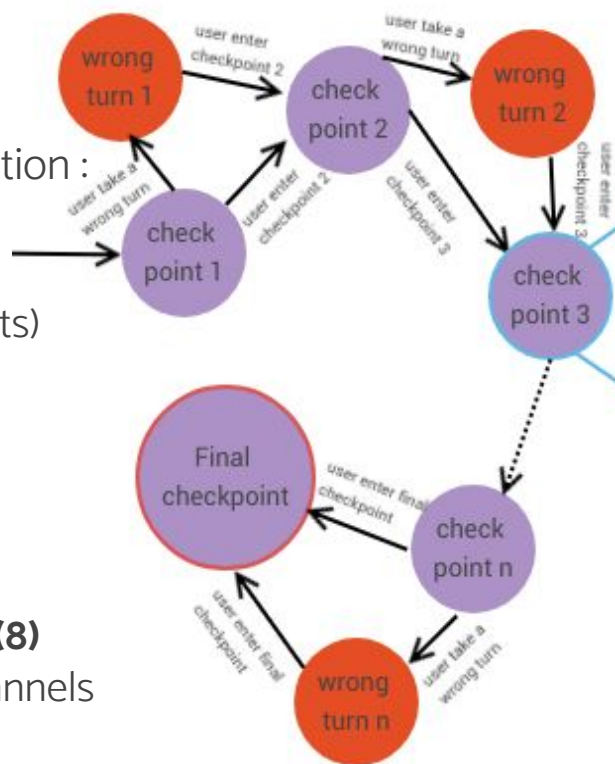 user enter
checkpoint 2
user take a
wrong turn
wrong
turn 1
check
point 2
wrong
turn 2
tion :
user take a
wrong turn
user enter
checkpoint 2
user enter
checkpoint 3
user enter
checkpoint 3
check
point 1
check
point 3
ts)
Final
checkpoint
user enter final
checkpoint
check
point n
(8)
user enter final
checkpoint
user take a
wrong turn
annels
wrong
turn n